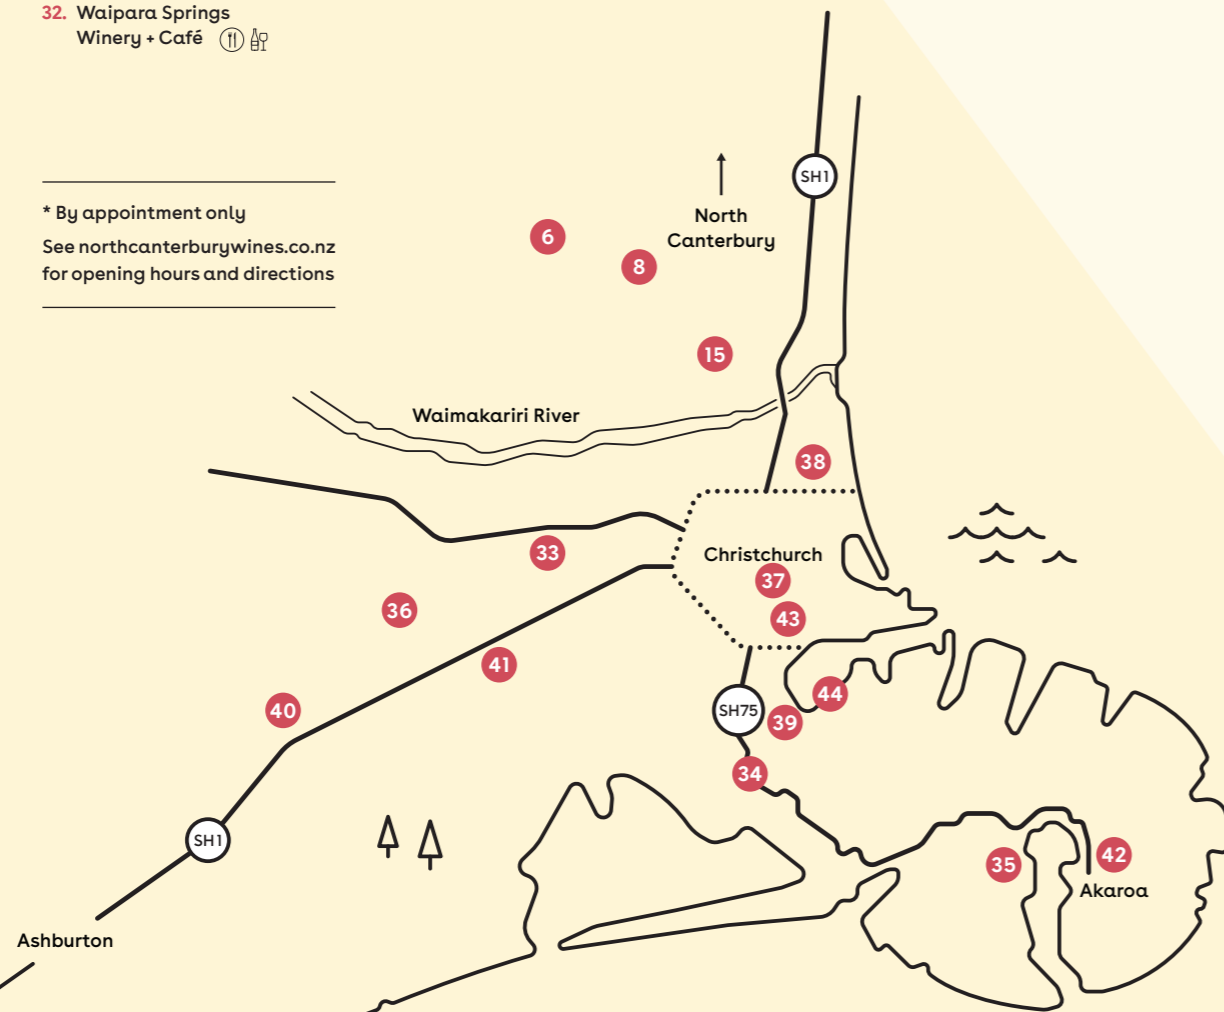 32. Waipara Springs
Winery + Café
* By appointment only
See northcanterburywines.co.nz
for opening hours and directions
SH1
North
Canterbury
6
8
15
Waimakariri River
38
Christchurch
33
37
36
43
41
44
40
SH75
39
34
SH1
35
42
Akaroa
Ashburton